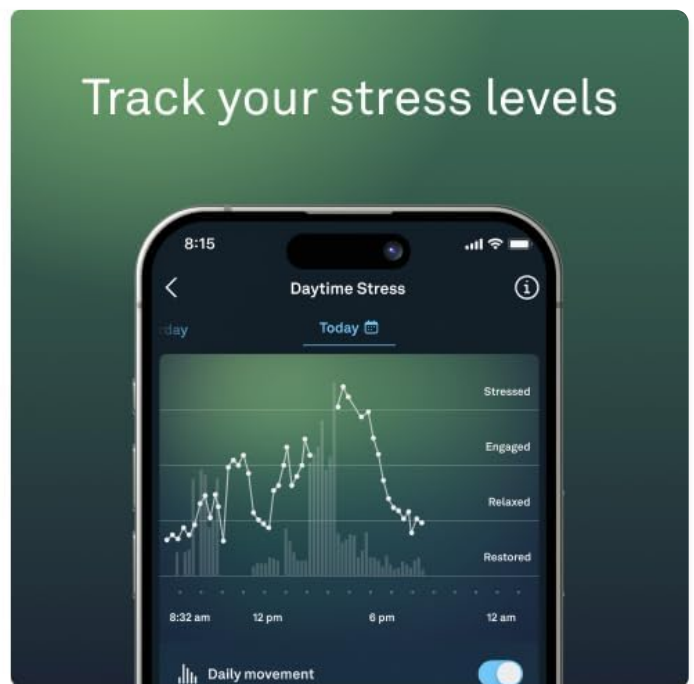 Track your stress levels
8:15
Daytime Stress
rday
Today
Stressed
Engaged
Relaxed
Restored
8:32 am 12 pm 6 pm 12 am
Daily movement